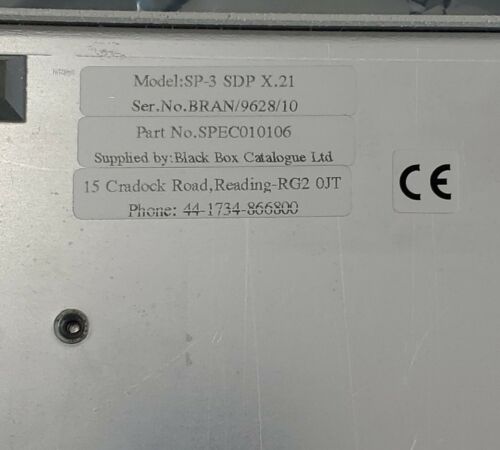 Model:SP-3 SDP X.21
Ser.No.BRAN/9628/10
Part No.SPEC010106
Supplied by:Black Box Catalogue Ltd
15 Cradock Road,Reading-RG2 0JT
Phone: 44-1734-866800
CE